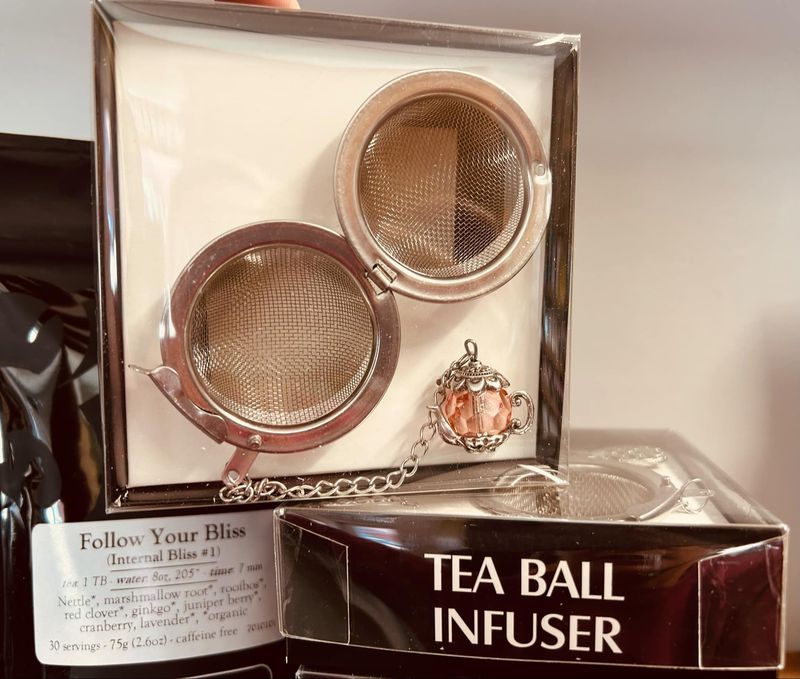 Follow Your Bliss
(Internal Bliss #1)
tea: 1 TB - water: 8oz, 205° - time: 7 mm
Nettle*, marshmallow root*, rooibos*,
red clover*, ginkgo*, juniper berry*,
cranberry, lavender*, *organic
30 servings - 75g (2.6oz) - caffeine free
TEA BALL
INFUSER